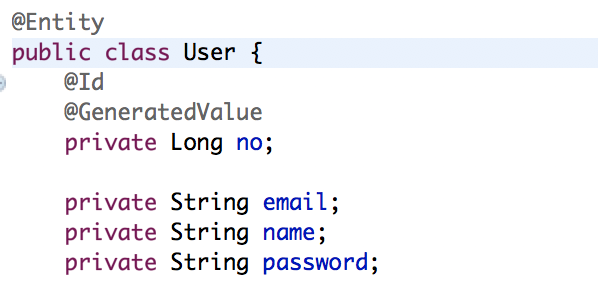 @Entity
public class User {
@Id
@GeneratedValue
private Long no;
private String email;
private String name;
private String password;